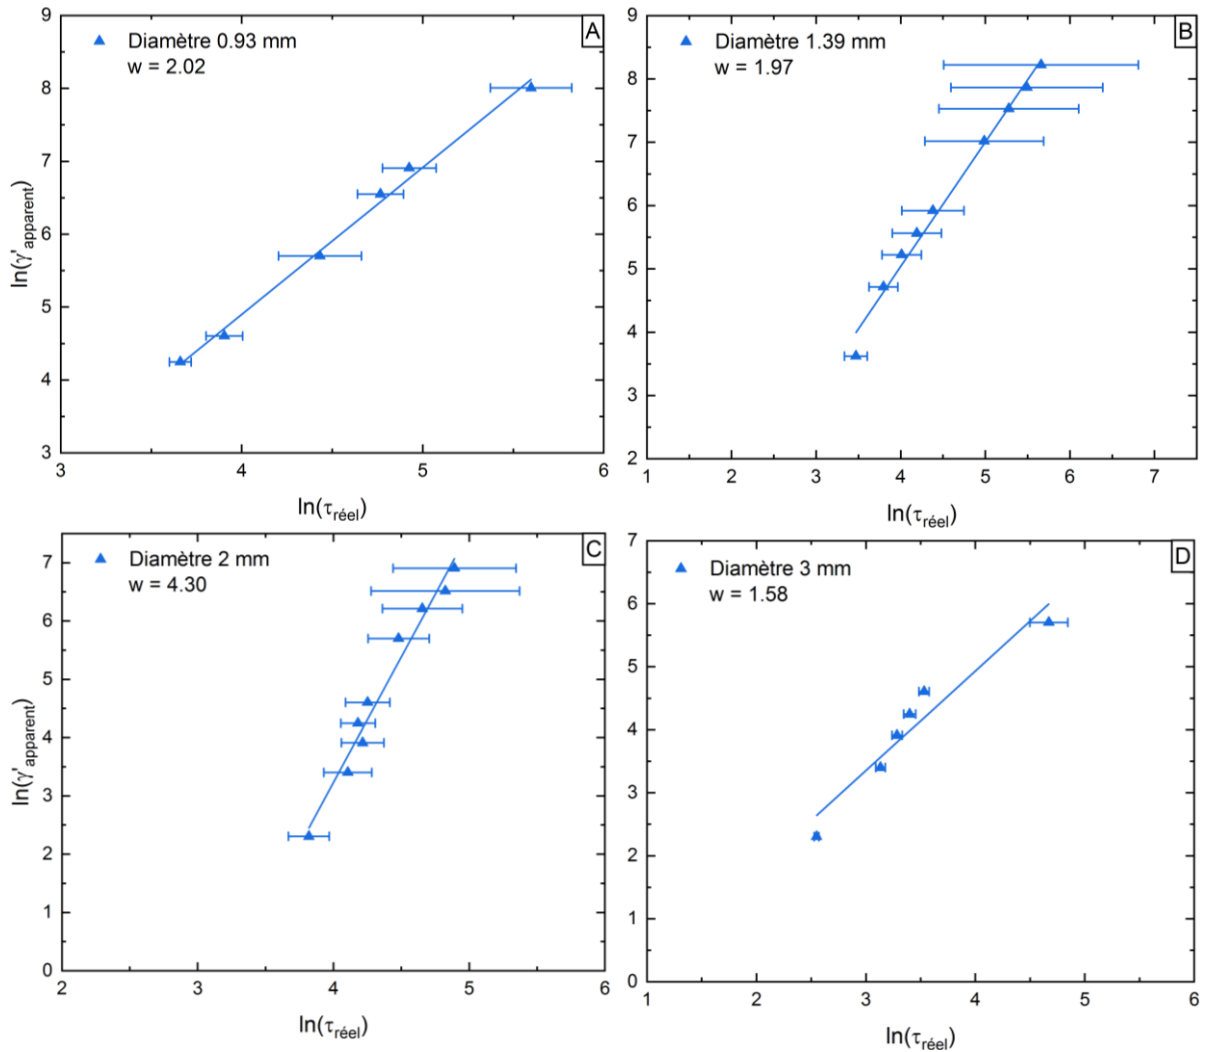 A
Diamètre 0.93 mm
w = 2.02
9
8
7
6
5
4
3
3
4
5
6
ln(γ'apparent)
ln(τréel)
B
Diamètre 1.39 mm
w = 1.97
9
8
7
6
5
4
3
2
1
2
3
4
5
6
7
ln(τréel)
C
Diamètre 2 mm
w = 4.30
7
6
5
4
3
2
1
0
2
3
4
5
6
ln(γ'apparent)
ln(τréel)
D
Diamètre 3 mm
w = 1.58
7
6
5
4
3
2
1
0
1
2
3
4
5
6
ln(τréel)